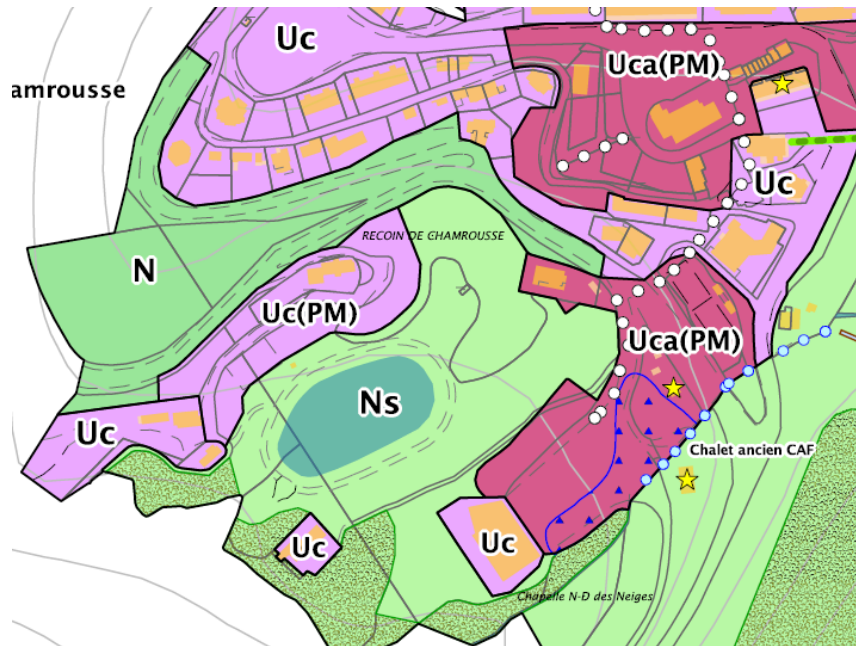 Uc
Uca(PM)
amrousse
Uc
RECOIN DE CHAMROUSSE
N
Uc(PM)
Uca(PM)
Ns
Uc
Chalet ancien CAF
Uc
Uc
Chapelle N-D des Neiges